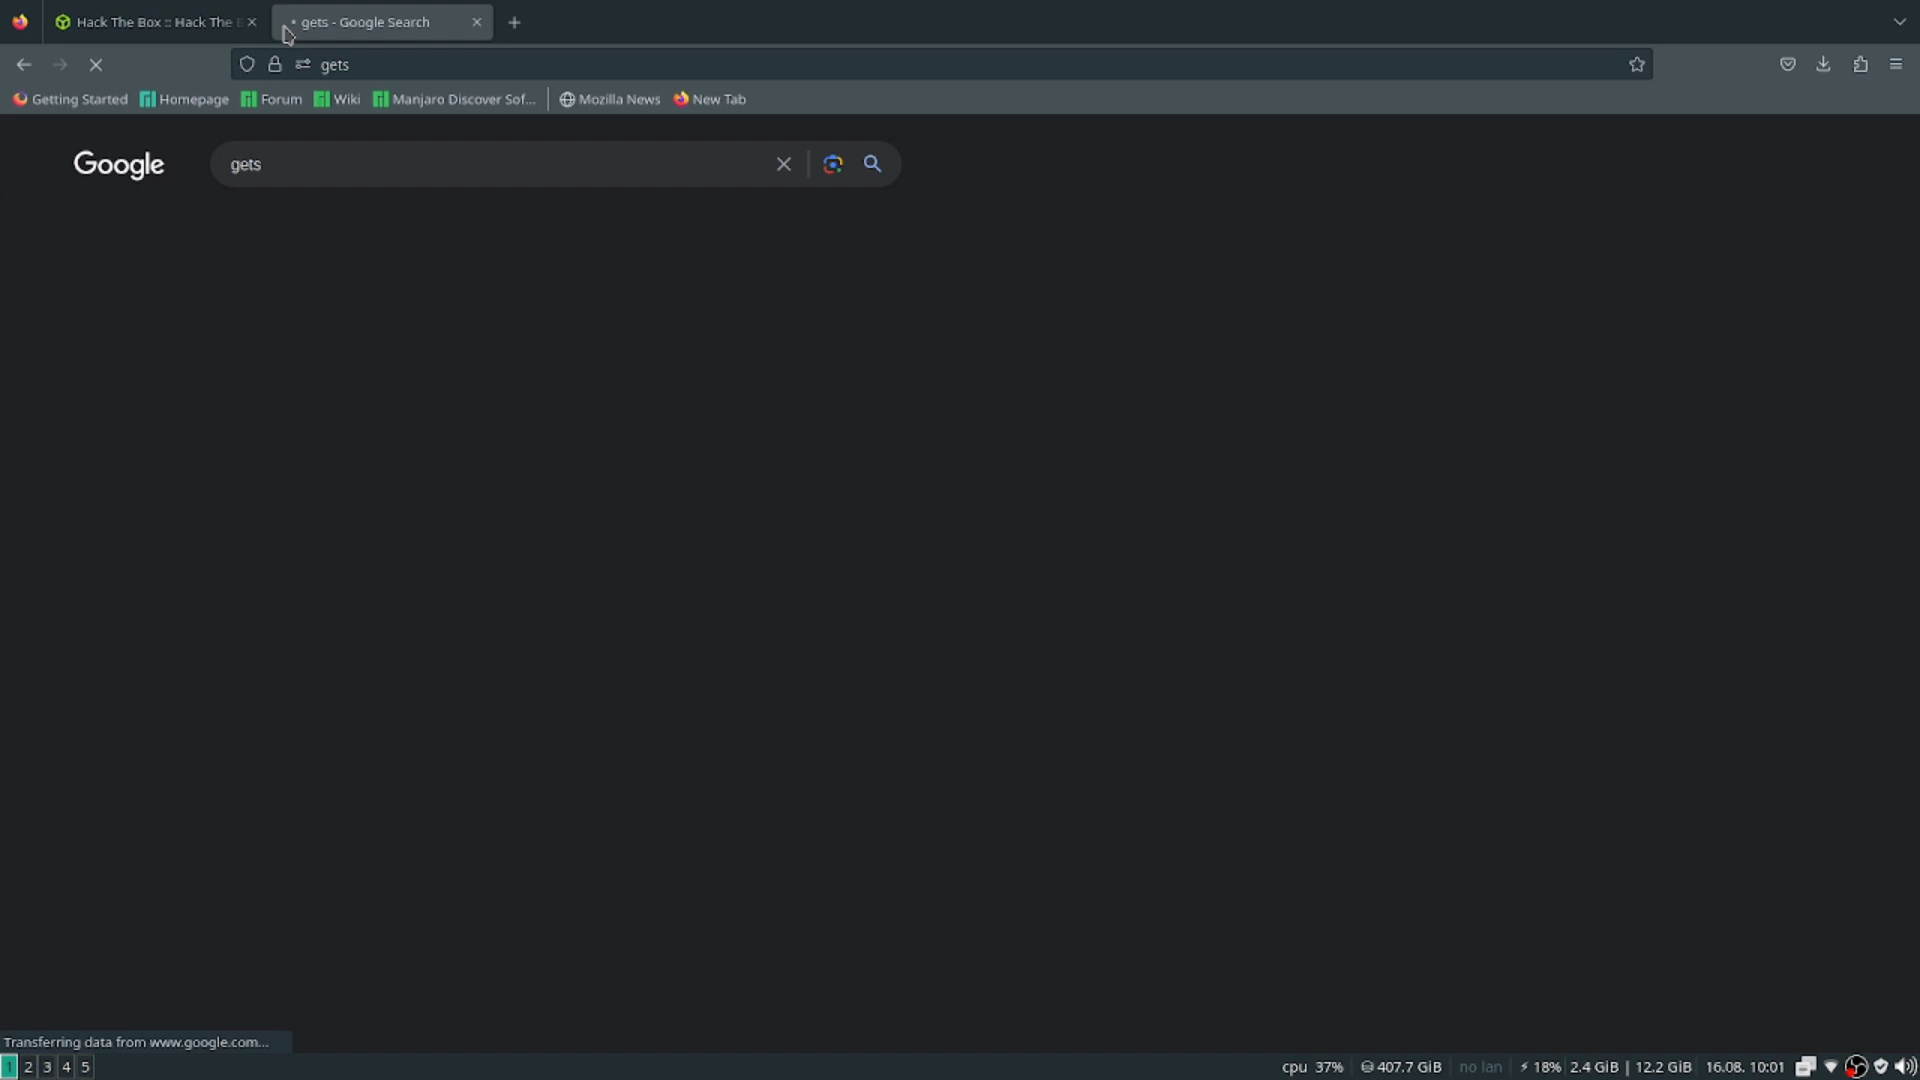 Hack The Box :: Hack The B
gets - Google Search
gets
Getting Started
Homepage
Forum
Wiki
Manjaro Discover Sof...
Mozilla News
New Tab
Google
gets
Transferring data from www.google.com...
1 2 3 4 5
cpu 37%
407.7 GiB
no lan
18%
2.4 GiB | 12.2 GiB
16.08. 10:01